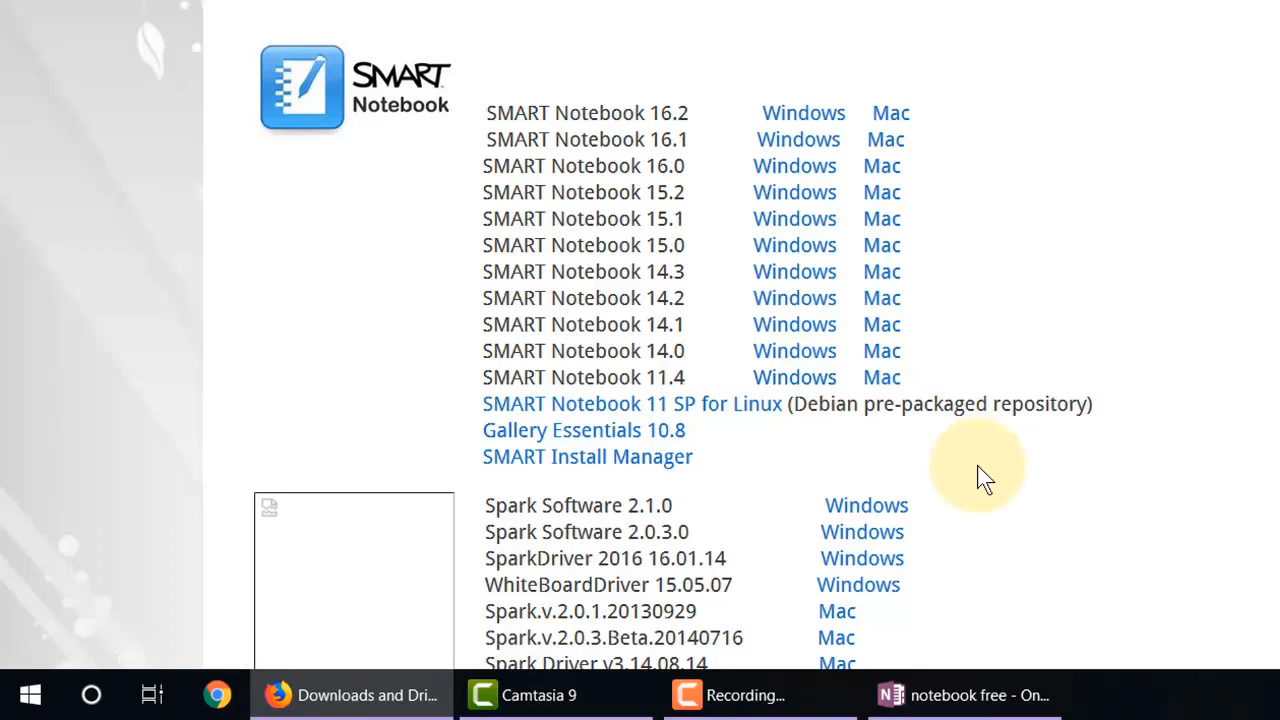 SMART
Notebook
SMART Notebook 16.2 Windows Mac
SMART Notebook 16.1 Windows Mac
SMART Notebook 16.0 Windows Mac
SMART Notebook 15.2 Windows Mac
SMART Notebook 15.1 Windows Mac
SMART Notebook 15.0 Windows Mac
SMART Notebook 14.3 Windows Mac
SMART Notebook 14.2 Windows Mac
SMART Notebook 14.1 Windows Mac
SMART Notebook 14.0 Windows Mac
SMART Notebook 11.4 Windows Mac
SMART Notebook 11 SP for Linux (Debian pre-packaged repository)
Gallery Essentials 10.8
SMART Install Manager
Spark Software 2.1.0 Windows
Spark Software 2.0.3.0 Windows
SparkDriver 2016 16.01.14 Windows
WhiteBoardDriver 15.05.07 Windows
Spark.v.2.0.1.20130929 Mac
Spark.v.2.0.3.Beta.20140716 Mac
Spark Driver v3.14.08.14 Mac
Downloads and Dri... Camtasia 9 Recording... notebook free - On...